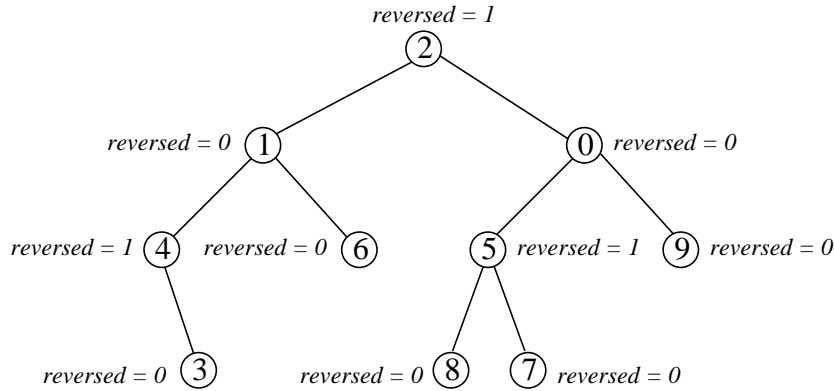 reversed = 1
2
reversed = 0 1 0 reversed = 0
reversed = 1 4 reversed = 0 6 5 reversed = 1 9 reversed = 0
reversed = 0 3 reversed = 0 8 7 reversed = 0